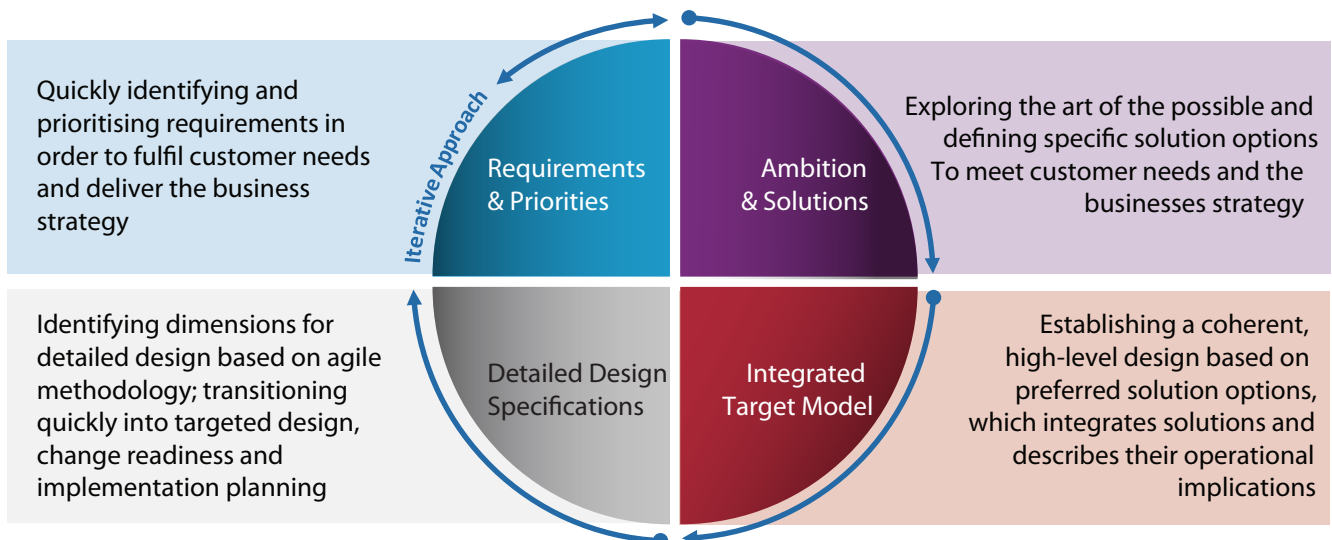 Quickly identifying and
prioritising requirements in
order to fulfil customer needs
and deliver the business
strategy
Iterative Approach
Requirements
& Priorities
Ambition
& Solutions
Exploring the art of the possible and
defining specific solution options
To meet customer needs and the
businesses strategy
Identifying dimensions for
detailed design based on agile
methodology; transitioning
quickly into targeted design,
change readiness and
implementation planning
Detailed Design
Specifications
Integrated
Target Model
Establishing a coherent,
high-level design based on
preferred solution options,
which integrates solutions and
describes their operational
implications